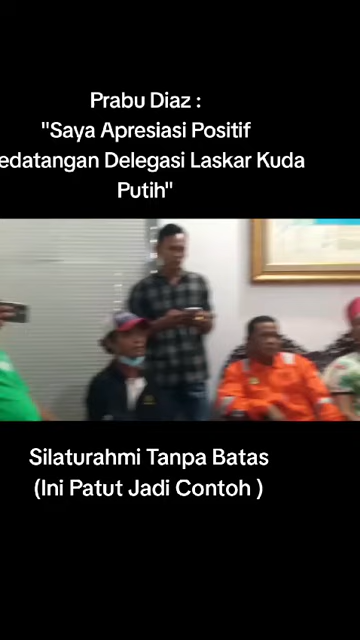 Prabu Diaz :
"Saya Apresiasi Positif
edatangan Delegasi Laskar Kuda
Putih"
Silaturahmi Tanpa Batas
(Ini Patut Jadi Contoh )